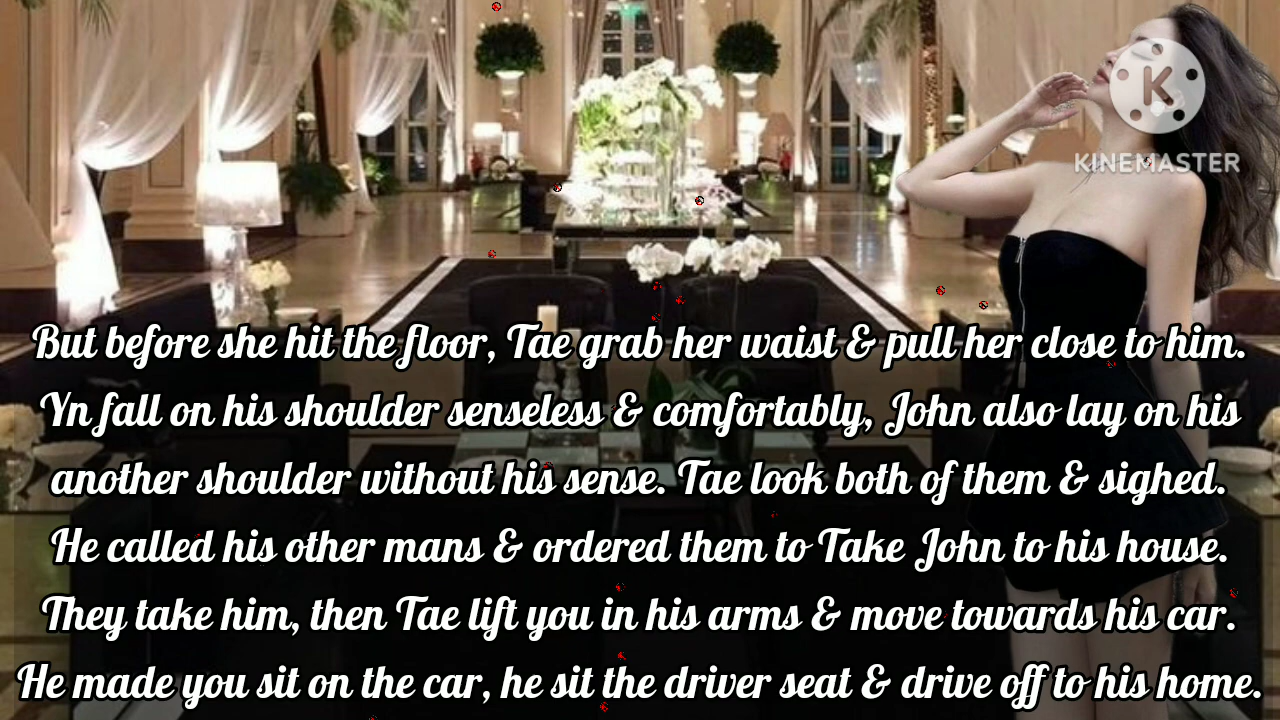 K
KINEMASTER
But before she hit the floor, Tae grab her waist & pull her close to him.
Yn fall on his shoulder senseless & comfortably, John also lay on his
another shoulder without his sense. Tae look both of them & sighed.
He called his other mans & ordered them to Take John to his house.
They take him, then Tae lift you in his arms & move towards his car.
He made you sit on the car, he sit the driver seat & drive off to his home.